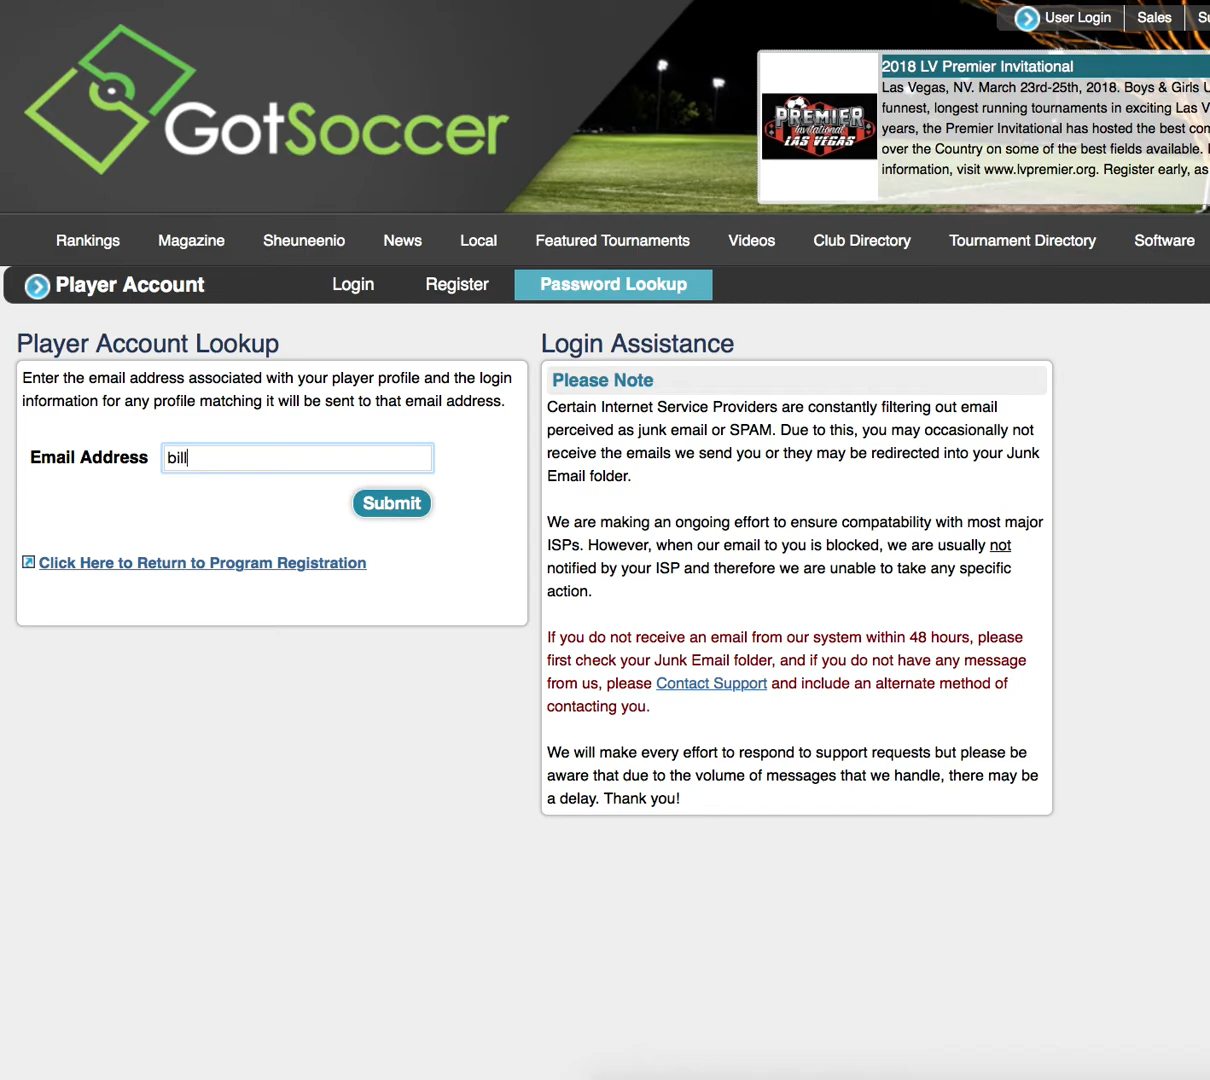 User Login Sales Su
GotSoccer
2018 LV Premier Invitational
Las Vegas, NV. March 23rd-25th, 2018. Boys & Girls U
funnest, longest running tournaments in exciting Las V
years, the Premier Invitational has hosted the best com
over the Country on some of the best fields available.
information, visit www.lvpremier.org. Register early, as
PREMIER
Invitational
LAS VEGAS
Rankings Magazine Sheuneenio News Local Featured Tournaments Videos Club Directory Tournament Directory Software
Player Account Login Register Password Lookup
Player Account Lookup
Enter the email address associated with your player profile and the login
information for any profile matching it will be sent to that email address.
Email Address bill
Submit
Click Here to Return to Program Registration
Login Assistance
Please Note
Certain Internet Service Providers are constantly filtering out email
perceived as junk email or SPAM. Due to this, you may occasionally not
receive the emails we send you or they may be redirected into your Junk
Email folder.
We are making an ongoing effort to ensure compatability with most major
ISPs. However, when our email to you is blocked, we are usually not
notified by your ISP and therefore we are unable to take any specific
action.
If you do not receive an email from our system within 48 hours, please
first check your Junk Email folder, and if you do not have any message
from us, please Contact Support and include an alternate method of
contacting you.
We will make every effort to respond to support requests but please be
aware that due to the volume of messages that we handle, there may be
a delay. Thank you!